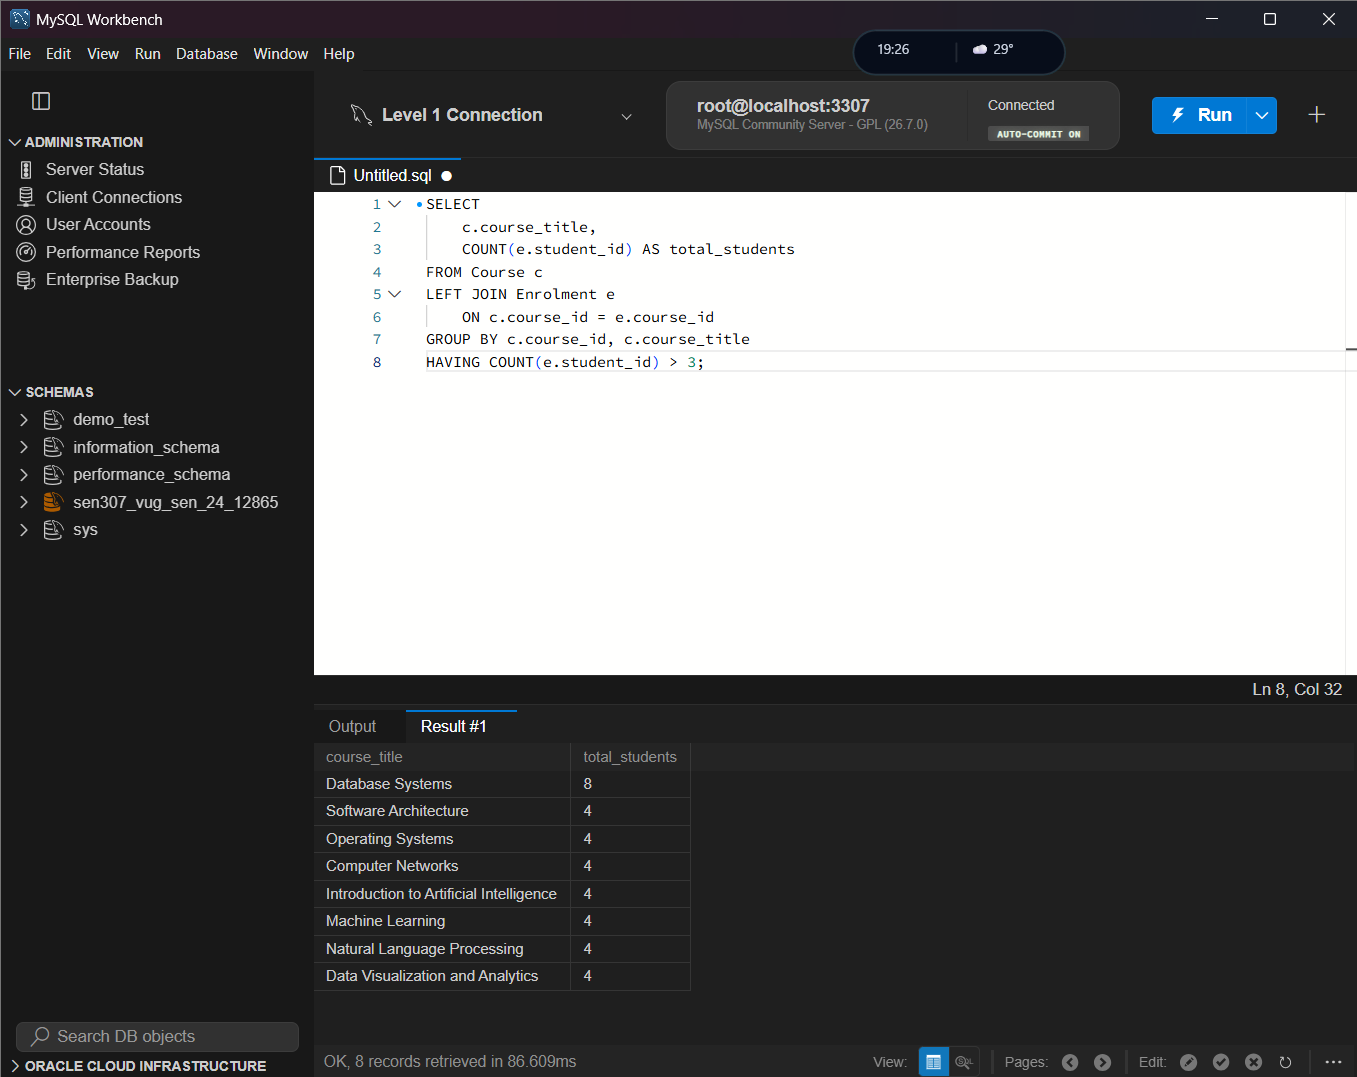 MySQL Workbench
File Edit View Run Database Window Help
19:26 29°
Level 1 Connection
root@localhost:3307
MySQL Community Server - GPL (26.7.0)
Connected
AUTO-COMMIT ON
Run
ADMINISTRATION
Server Status
Client Connections
User Accounts
Performance Reports
Enterprise Backup
SCHEMAS
demo_test
information_schema
performance_schema
sen307_vug_sen_24_12865
sys
Search DB objects
ORACLE CLOUD INFRASTRUCTURE
Untitled.sql
1 SELECT
2 c.course_title,
3 COUNT(e.student_id) AS total_students
4 FROM Course c
5 LEFT JOIN Enrolment e
6 ON c.course_id = e.course_id
7 GROUP BY c.course_id, c.course_title
8 HAVING COUNT(e.student_id) > 3;
Ln 8, Col 32
Output Result #1
course_title total_students
Database Systems 8
Software Architecture 4
Operating Systems 4
Computer Networks 4
Introduction to Artificial Intelligence 4
Machine Learning 4
Natural Language Processing 4
Data Visualization and Analytics 4
OK, 8 records retrieved in 86.609ms
View: SQL Pages: Edit: